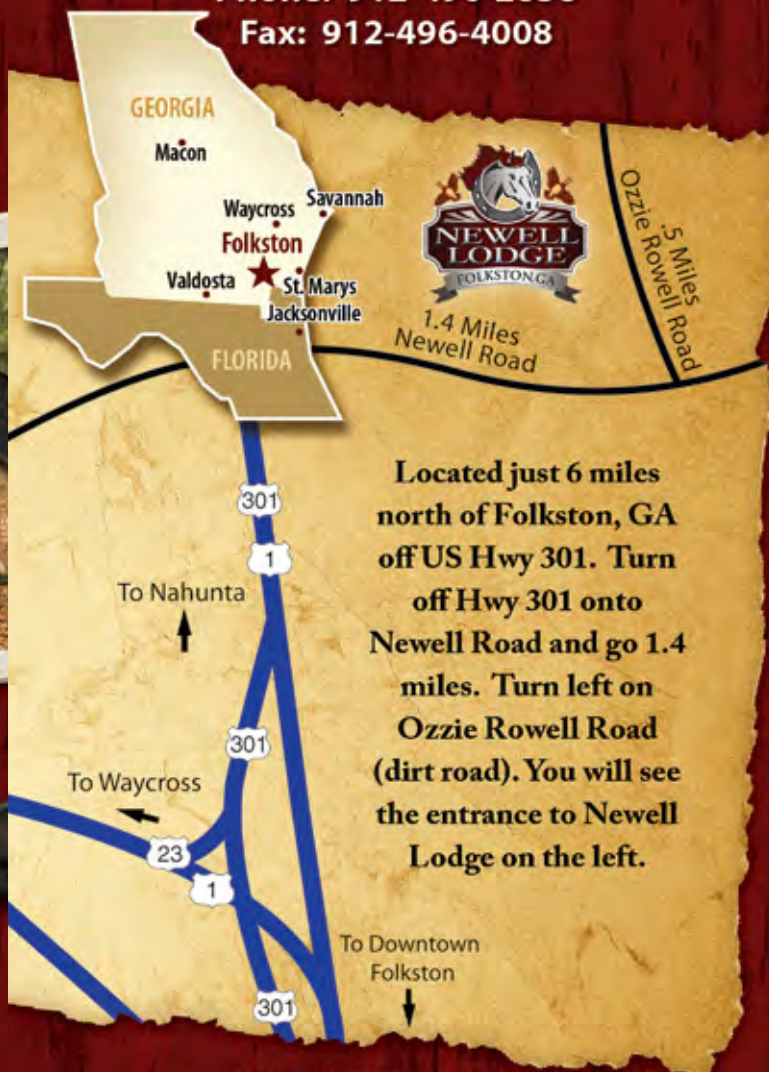 Fax: 912-496-4008
GEORGIA
Macon
Waycross
Savannah
Folkston
Valdosta
St. Marys
Jacksonville
FLORIDA
NEWELL
LODGE
FOLKSTON, GA
1.4 Miles
Newell Road
.5 Miles
Ozzie Rowell Road
301
1
To Nahunta
301
To Waycross
23
1
301
To Downtown
Folkston
Located just 6 miles
north of Folkston, GA
off US Hwy 301. Turn
off Hwy 301 onto
Newell Road and go 1.4
miles. Turn left on
Ozzie Rowell Road
(dirt road). You will see
the entrance to Newell
Lodge on the left.